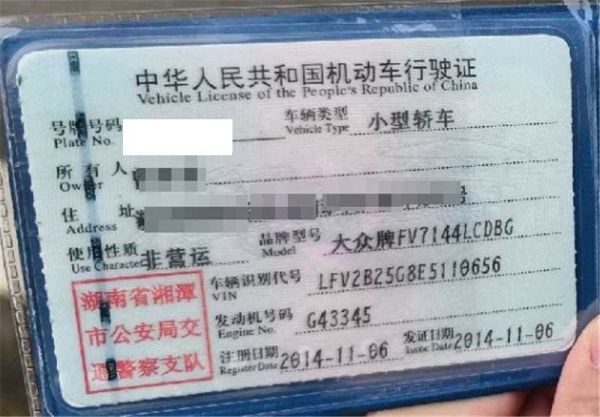 中华人民共和国机动车行驶证
Vehicle License of the People's Republic of China
号牌号码 车辆类型 小型轿车
Plate No. Vehicle Type
所有人
Owner
住址 号
Address
使用性质 非营运 品牌型号 大众牌FV7144LCDBG
Use Character Model
湖南省湘潭
市公安局交
通警察支队
车辆识别代号 LFV2B25G8E5110656
VIN
发动机号码 G43345
Engine No.
注册日期 2014-11-06 发证日期 2014-11-06
Register Date Issue Date